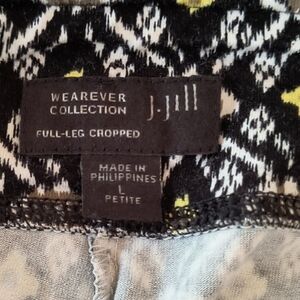 WEAREVER
COLLECTION
J.Jill
FULL-LEG CROPPED
MADE IN
PHILIPPINES
L
PETITE